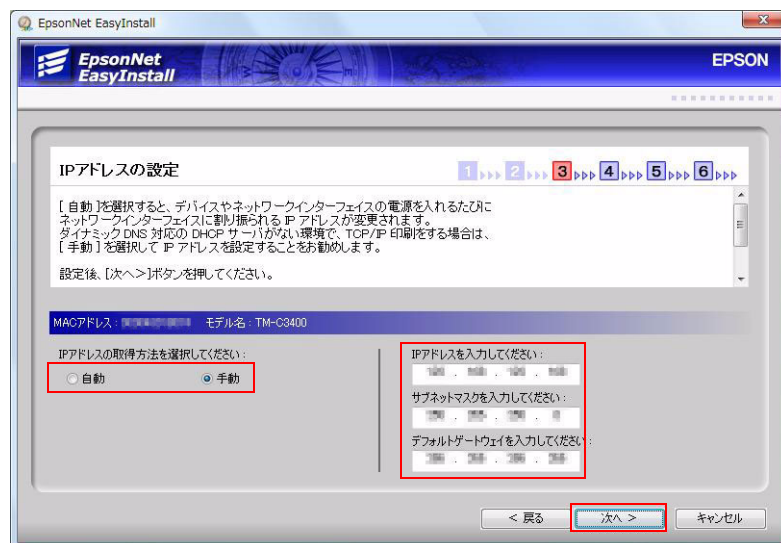 EpsonNet EasyInstall
EpsonNet
EasyInstall
EPSON
IPアドレスの設定
1 2 3 4 5 6
[ 自動 ]を選択すると、デバイスやネットワークインターフェイスの電源を入れるたびに
ネットワークインターフェイスに割り振られる IP アドレスが変更されます。
ダイナミック DNS 対応の DHCP サーバがない環境で、TCP/IP 印刷をする場合は、
[ 手動 ]を選択して IP アドレスを設定することをお勧めします。
設定後、[次へ >]ボタンを押してください。
MACアドレス : モデル名 : TM-C3400
IPアドレスの取得方法を選択してください :
自動 手動
IPアドレスを入力してください :
サブネットマスクを入力してください :
デフォルトゲートウェイを入力してください :
< 戻る 次へ > キャンセル